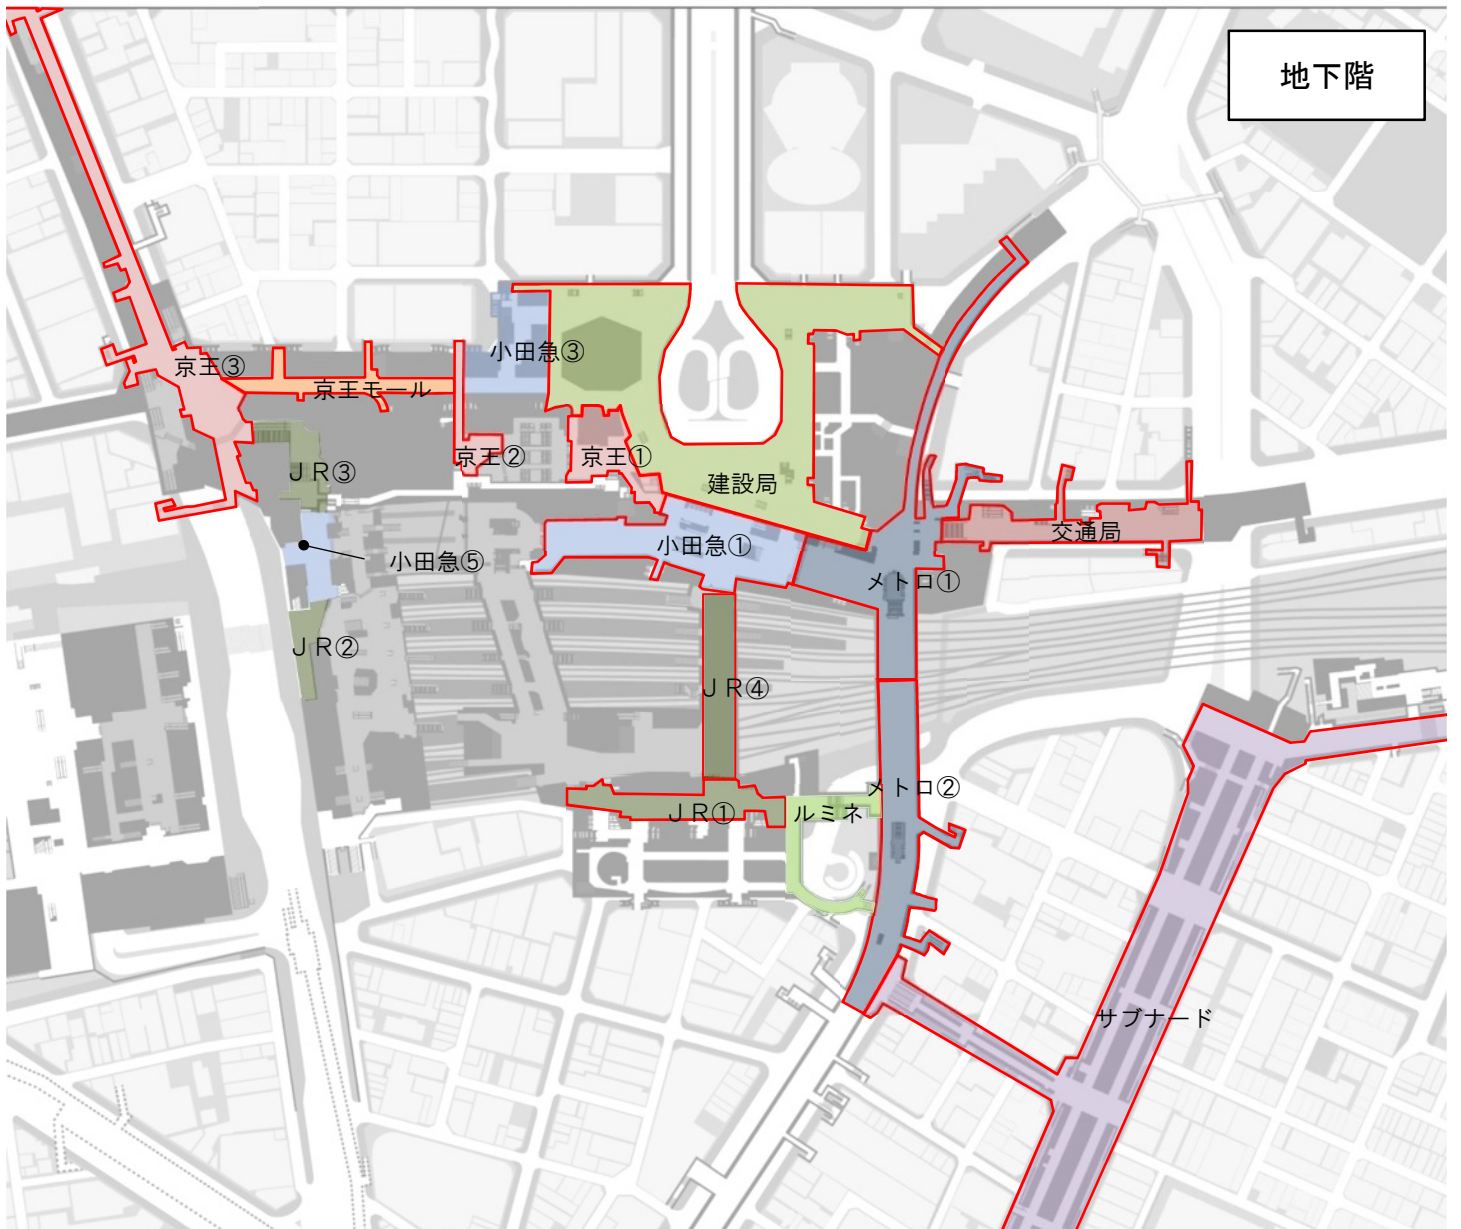 地下階
小田急③
京王③
京王モール
京王②
京王①
ＪＲ③
建設局
小田急①
交通局
小田急⑤
メトロ①
ＪＲ②
ＪＲ④
メトロ②
ＪＲ①
ルミネ
サブナード